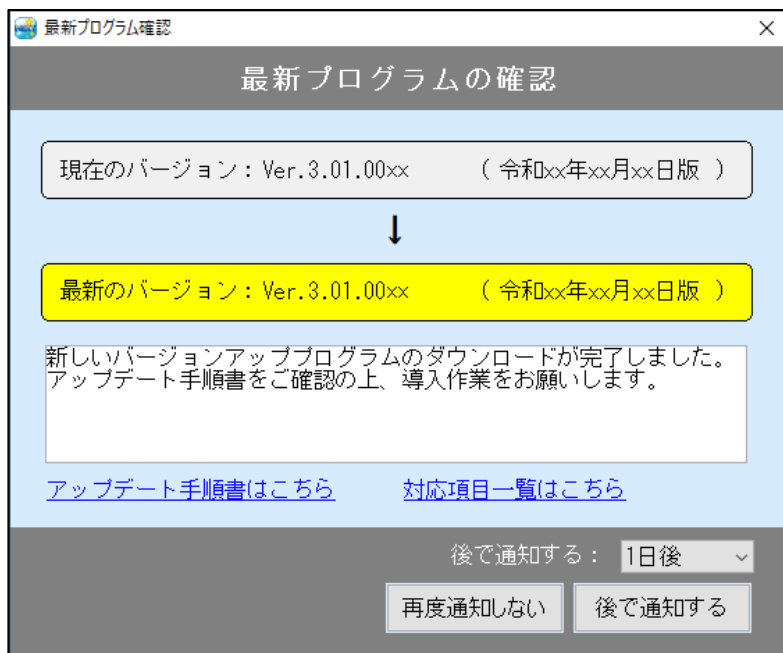 最新プログラム確認
最新プログラムの確認
現在のバージョン：Ver.3.01.00xx （ 令和xx年xx月xx日版 ）
↓
最新のバージョン：Ver.3.01.00xx （ 令和xx年xx月xx日版 ）
新しいバージョンアッププログラムのダウンロードが完了しました。
アップデート手順書をご確認の上、導入作業をお願いします。
アップデート手順書はこちら 対応項目一覧はこちら
後で通知する： 1日後
再度通知しない 後で通知する